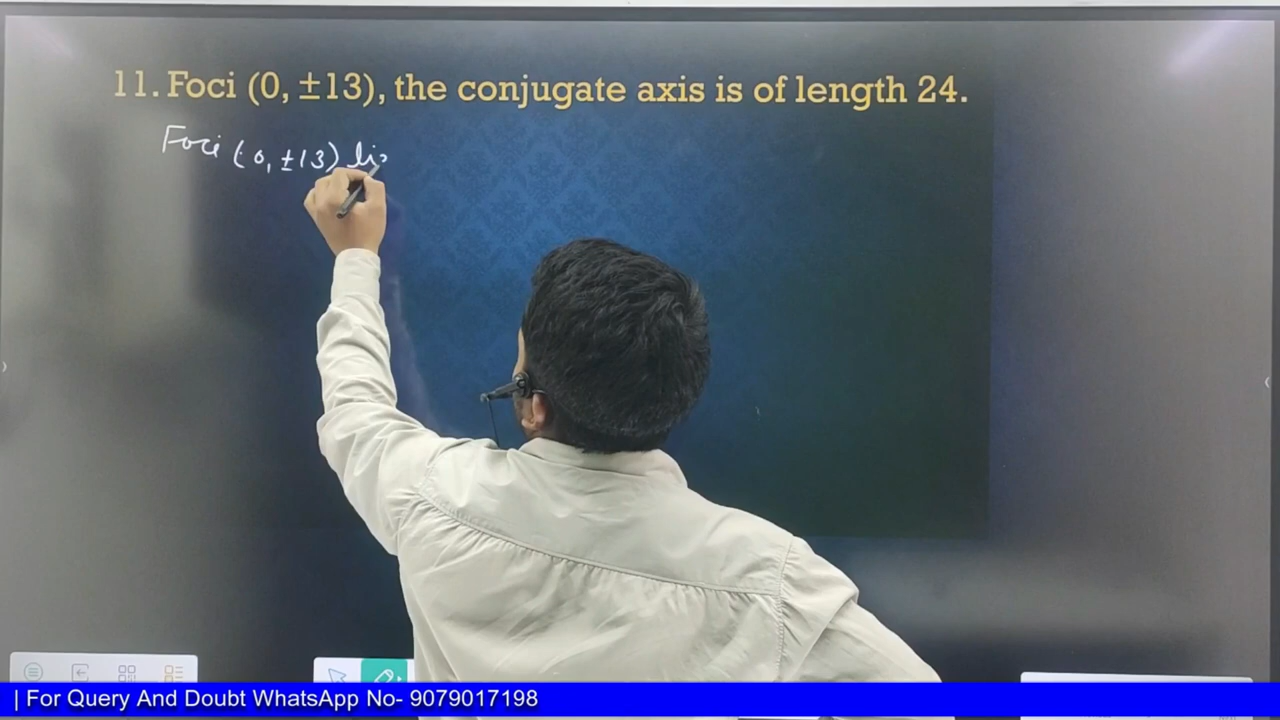 11. Foci (0, ±13), the conjugate axis is of length 24.
Foci (0, ±13)
| For Query And Doubt WhatsApp No- 9079017198